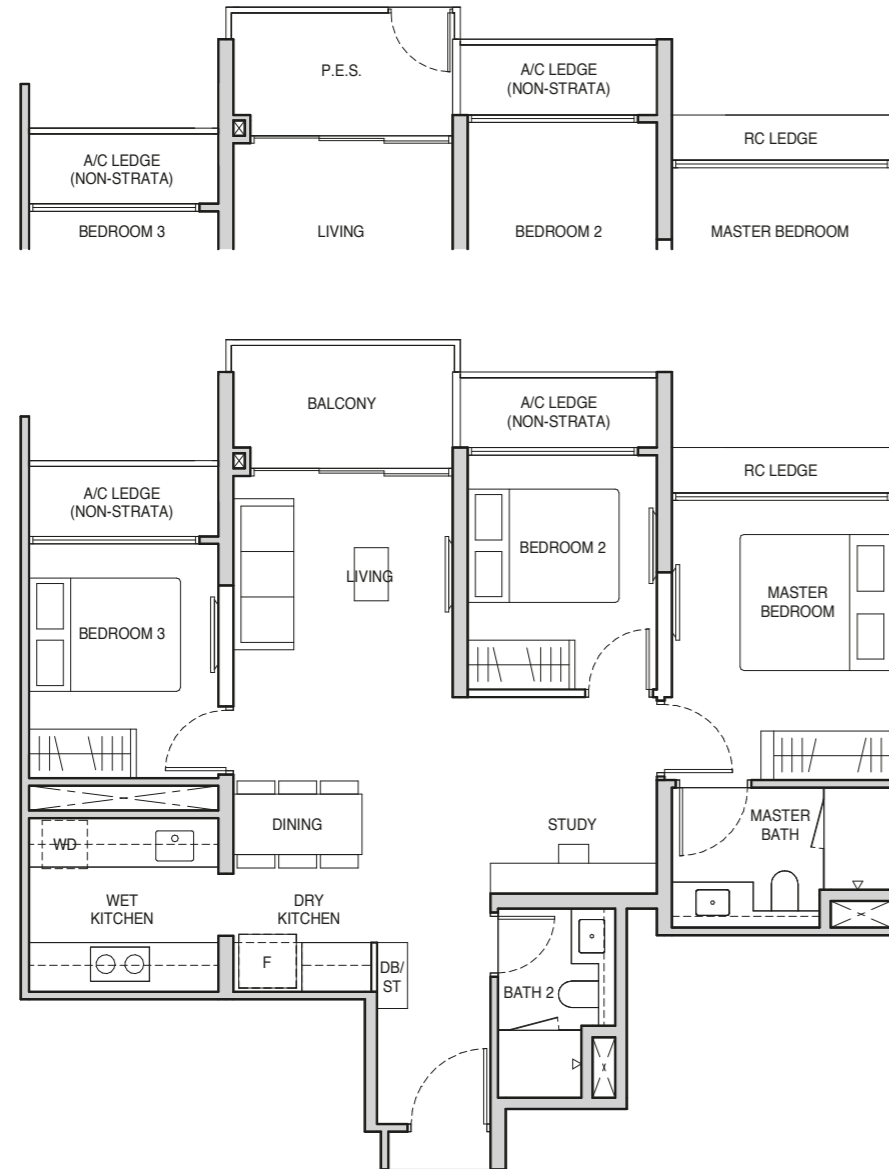 P.E.S.
A/C LEDGE
(NON-STRATA)
RC LEDGE
A/C LEDGE
(NON-STRATA)
BEDROOM 3
LIVING
BEDROOM 2
MASTER BEDROOM
BALCONY
A/C LEDGE
(NON-STRATA)
RC LEDGE
A/C LEDGE
(NON-STRATA)
BEDROOM 2
LIVING
MASTER
BEDROOM
BEDROOM 3
DINING
STUDY
MASTER
BATH
WD
WET
KITCHEN
DRY
KITCHEN
F
DB/
ST
BATH 2